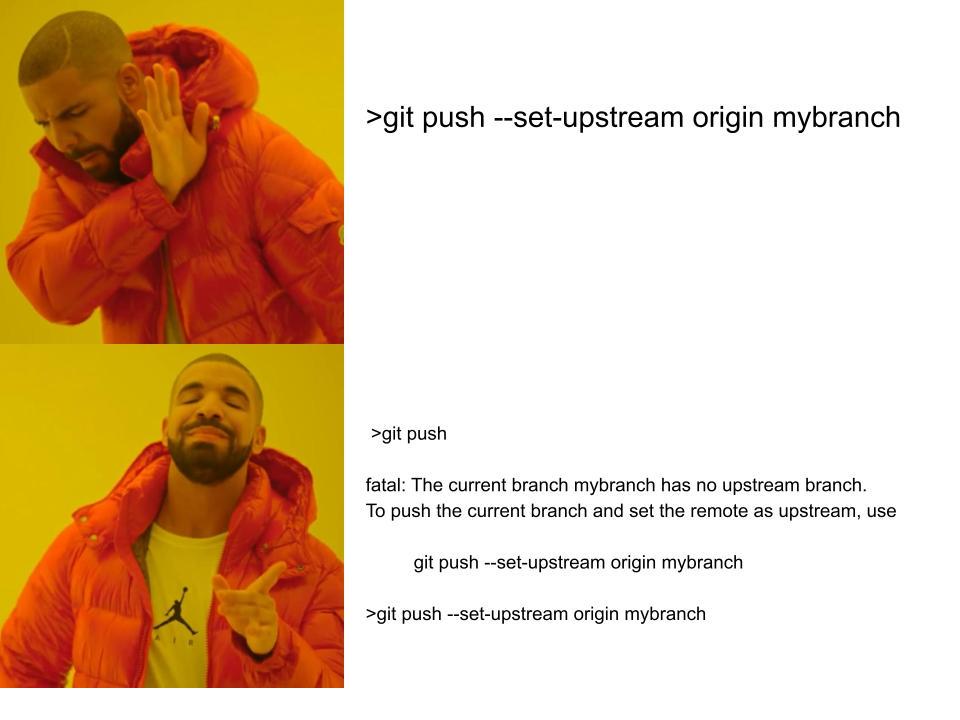 >git push --set-upstream origin mybranch
>git push
fatal: The current branch mybranch has no upstream branch.
To push the current branch and set the remote as upstream, use
git push --set-upstream origin mybranch
>git push --set-upstream origin mybranch
AIR